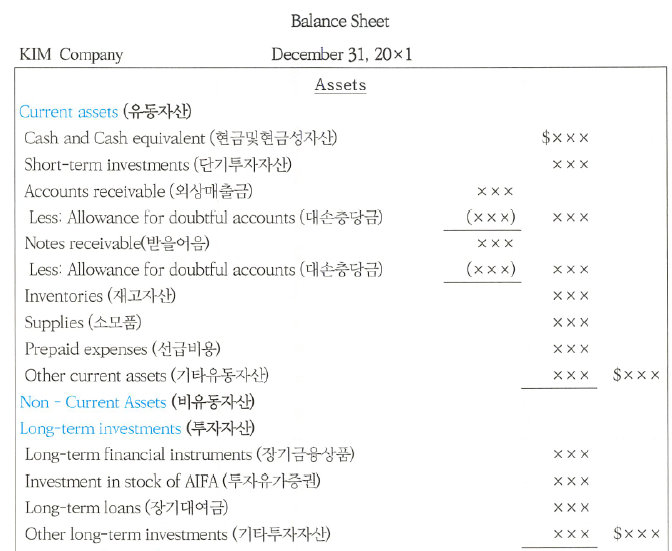 Balance Sheet
KIM Company December 31, 20×1
Assets
Current assets (유동자산)
Cash and Cash equivalent (현금및현금성자산) $×××
Short-term investments (단기투자자산) ×××
Accounts receivable (외상매출금) ×××
Less: Allowance for doubtful accounts (대손충당금) (×××) ×××
Notes receivable(받을어음) ×××
Less: Allowance for doubtful accounts (대손충당금) (×××) ×××
Inventories (재고자산) ×××
Supplies (소모품) ×××
Prepaid expenses (선급비용) ×××
Other current assets (기타유동자산) ××× $×××
Non - Current Assets (비유동자산)
Long-term investments (투자자산)
Long-term financial instruments (장기금융상품) ×××
Investment in stock of AIFA (투자유가증권) ×××
Long-term loans (장기대여금) ×××
Other long-term investments (기타투자자산) ××× $×××